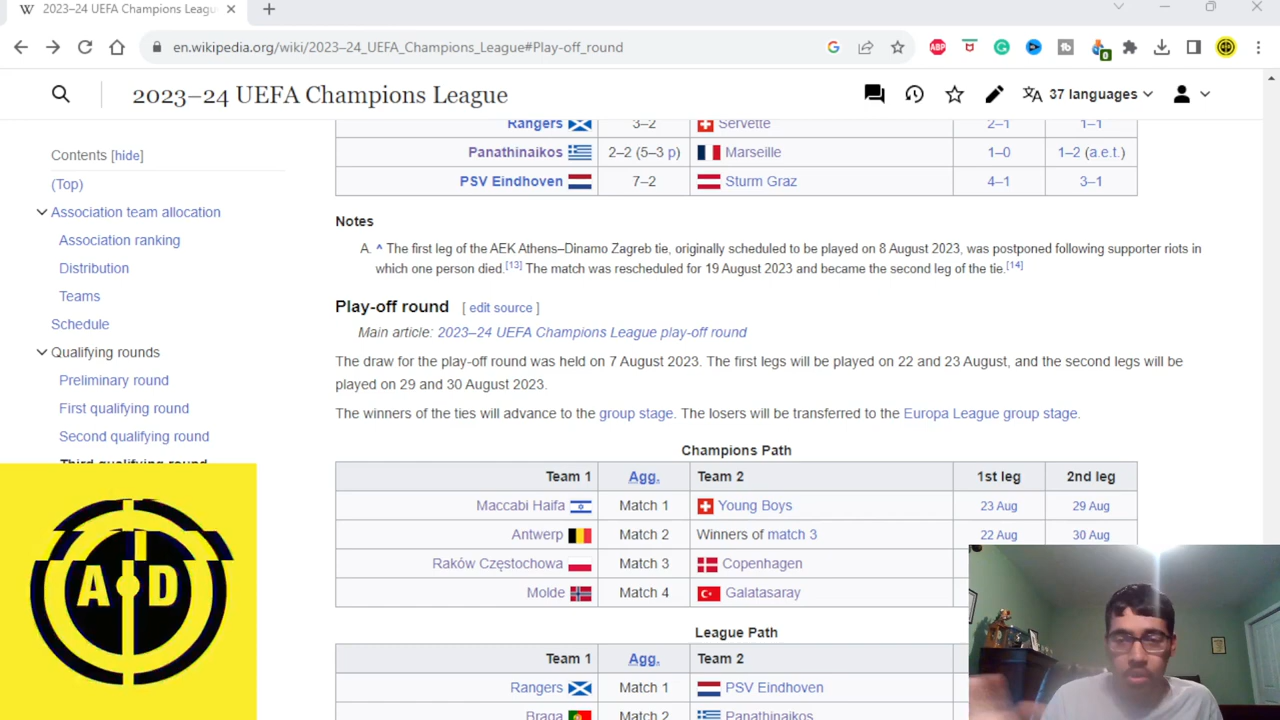 2023–24 UEFA Champions Leagu
en.wikipedia.org/wiki/2023–24_UEFA_Champions_League#Play-off_round
ABP
0
2023–24 UEFA Champions League
37 languages
Contents [hide]
(Top)
Association team allocation
Association ranking
Distribution
Teams
Schedule
Qualifying rounds
Preliminary round
First qualifying round
Second qualifying round
Third qualifying round
Rangers 3–2 Servette 2–1 1–1
Panathinaikos 2–2 (5–3 p) Marseille 1–0 1–2 (a.e.t.)
PSV Eindhoven 7–2 Sturm Graz 4–1 3–1
Notes
A. ^ The first leg of the AEK Athens–Dinamo Zagreb tie, originally scheduled to be played on 8 August 2023, was postponed following supporter riots in
which one person died.[13] The match was rescheduled for 19 August 2023 and became the second leg of the tie.[14]
Play-off round [ edit source ]
Main article: 2023–24 UEFA Champions League play-off round
The draw for the play-off round was held on 7 August 2023. The first legs will be played on 22 and 23 August, and the second legs will be
played on 29 and 30 August 2023.
The winners of the ties will advance to the group stage. The losers will be transferred to the Europa League group stage.
Champions Path
Team 1 Agg. Team 2 1st leg 2nd leg
Maccabi Haifa Match 1 Young Boys 23 Aug 29 Aug
Antwerp Match 2 Winners of match 3 22 Aug 30 Aug
Raków Częstochowa Match 3 Copenhagen
Molde Match 4 Galatasaray
League Path
Team 1 Agg. Team 2
Rangers Match 1 PSV Eindhoven
Braga Match 2 Panathinaikos
A D